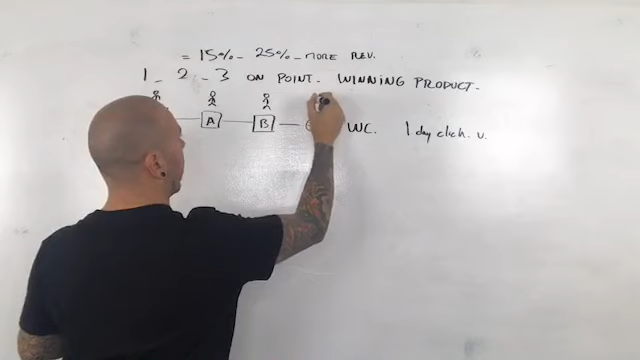 = 15% - 25% - MORE REV.
1 - 2 - 3 ON POINT - WINNING PRODUCT -
A B WC. 1 day click. v.